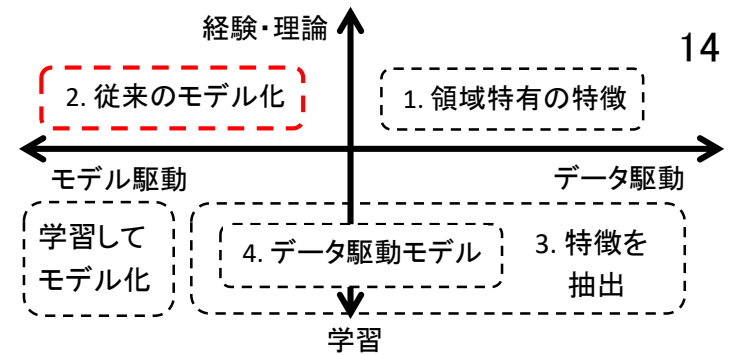 経験・理論
14
2. 従来のモデル化
1. 領域特有の特徴
モデル駆動
データ駆動
学習して
モデル化
4. データ駆動モデル
3. 特徴を
抽出
学習